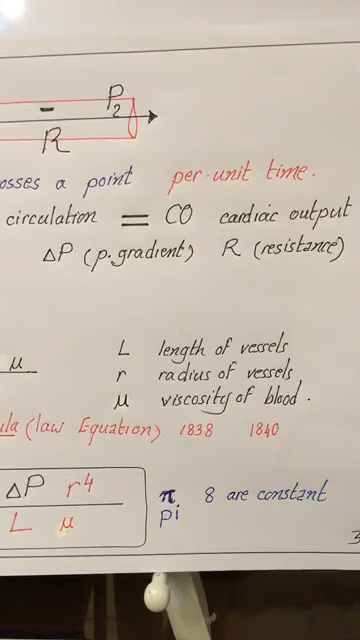 P2
R
osses a point per-unit time.
circulation = CO cardiac output
ΔP (p.gradient) R (resistance)
L length of vessels
μ r radius of vessels
μ viscosity of blood.
ula (law Equation) 1838 1840
ΔP r4
L μ
π 8 are constant
pi
3